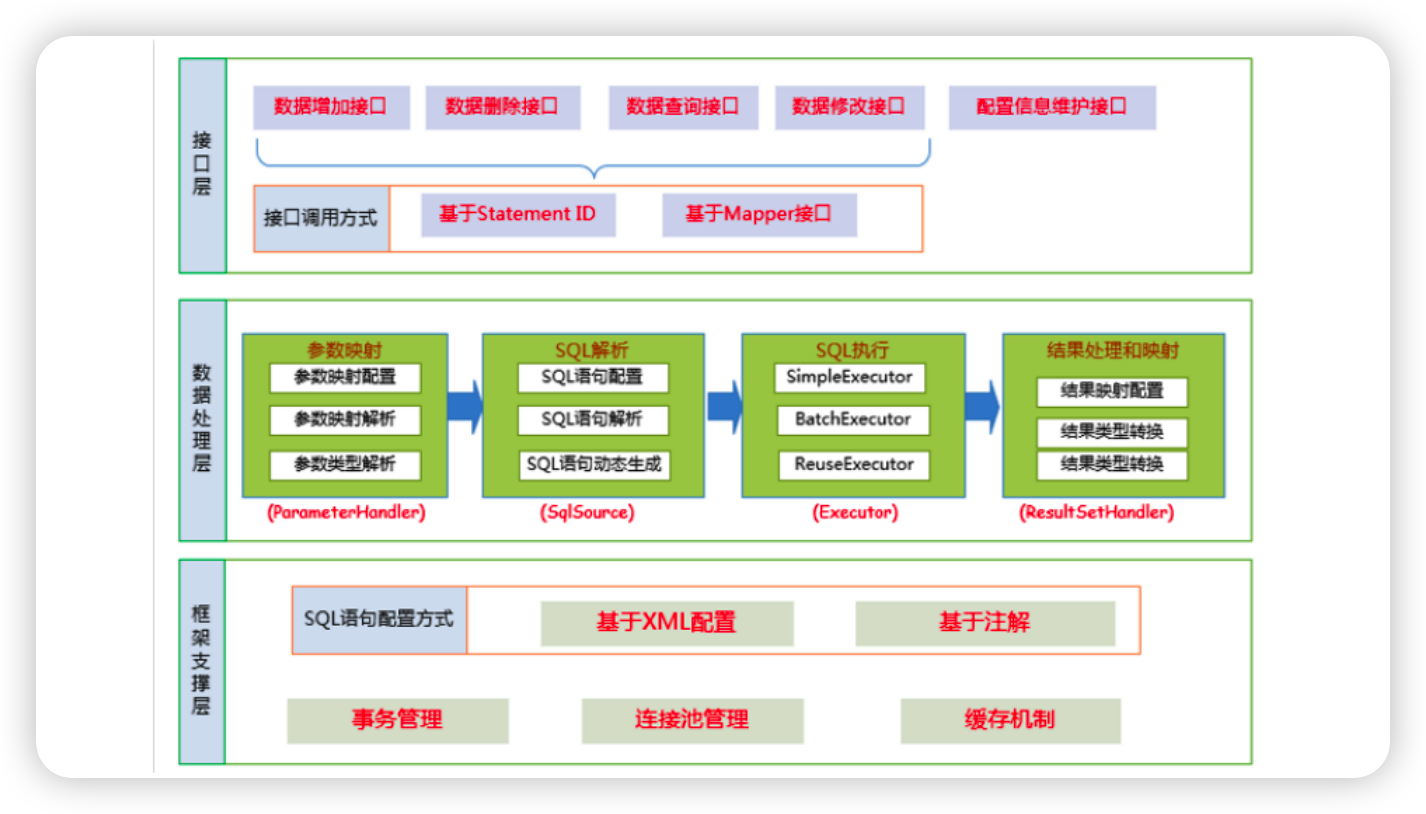 接口层
数据增加接口
数据删除接口
数据查询接口
数据修改接口
配置信息维护接口
接口调用方式
基于Statement ID
基于Mapper接口
数据处理层
参数映射
参数映射配置
参数映射解析
参数类型解析
(ParameterHandler)
SQL解析
SQL语句配置
SQL语句解析
SQL语句动态生成
(SqlSource)
SQL执行
SimpleExecutor
BatchExecutor
ReuseExecutor
(Executor)
结果处理和映射
结果映射配置
结果类型转换
结果类型转换
(ResultSetHandler)
框架支撑层
SQL语句配置方式
基于XML配置
基于注解
事务管理
连接池管理
缓存机制